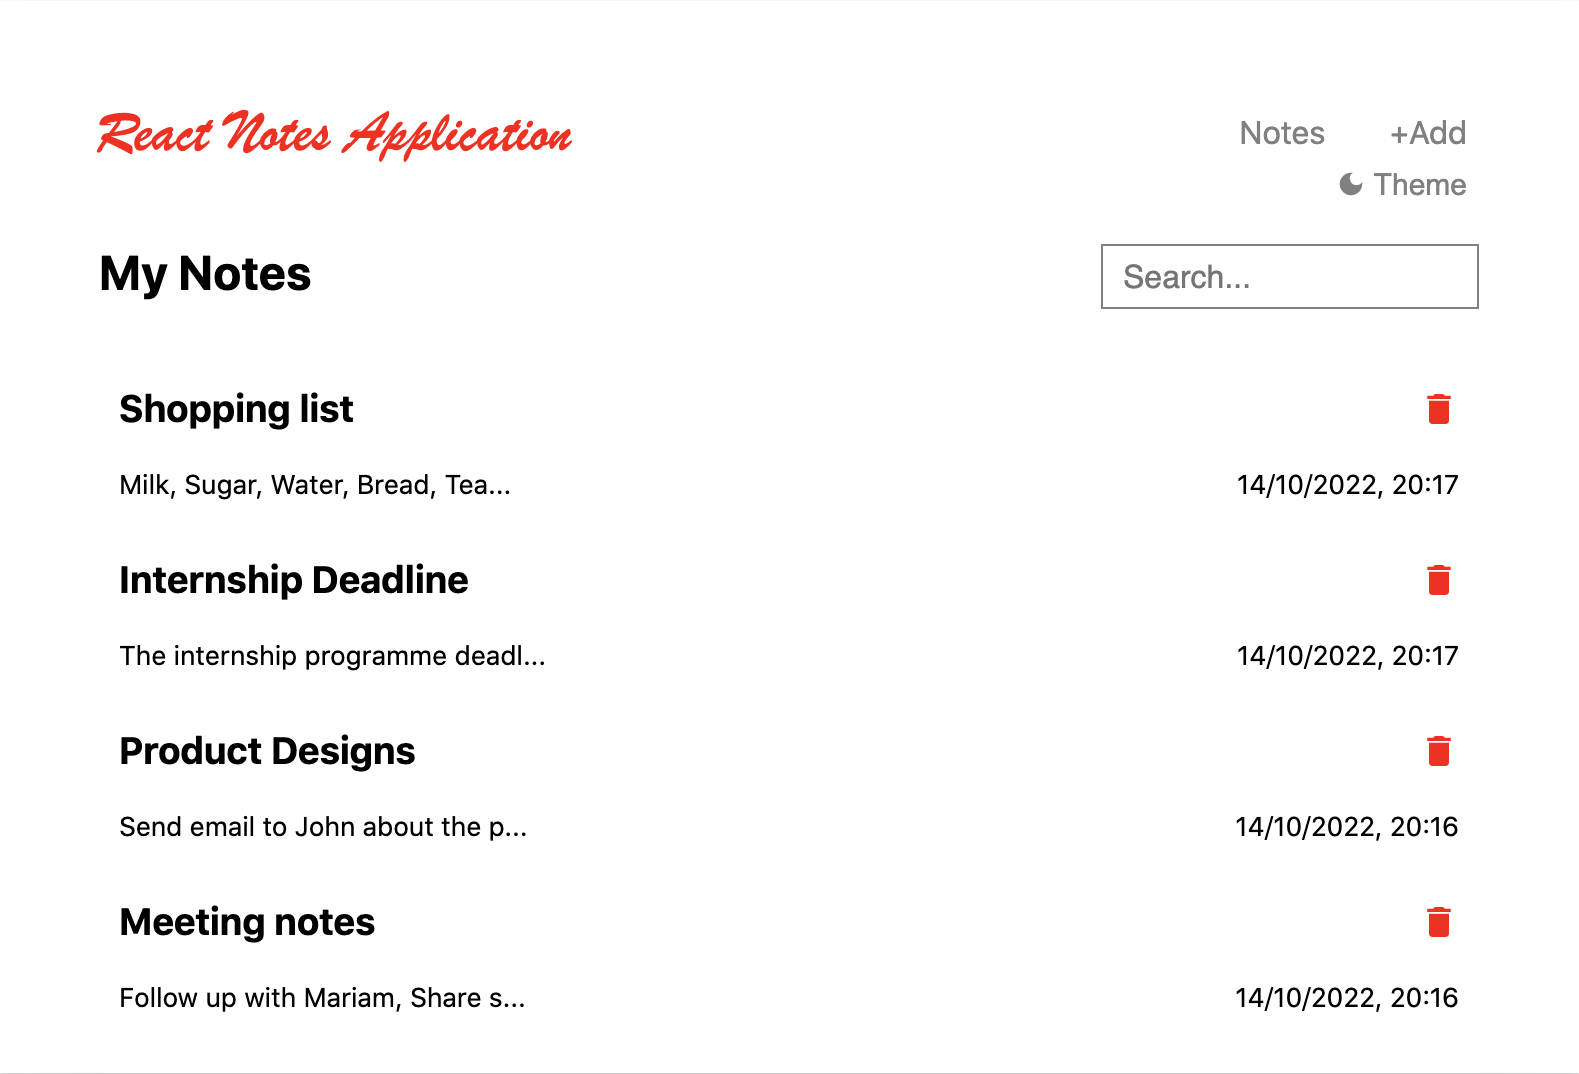 React Notes Application
Notes +Add
Theme
My Notes
Search...
Shopping list
Milk, Sugar, Water, Bread, Tea...
14/10/2022, 20:17
Internship Deadline
The internship programme deadl...
14/10/2022, 20:17
Product Designs
Send email to John about the p...
14/10/2022, 20:16
Meeting notes
Follow up with Mariam, Share s...
14/10/2022, 20:16